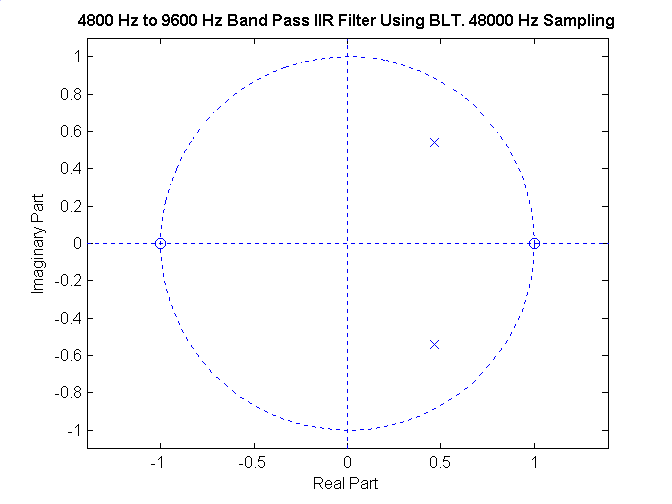 4800 Hz to 9600 Hz Band Pass IIR Filter Using BLT. 48000 Hz Sampling
1
0.8
0.6
0.4
0.2
0
-0.2
-0.4
-0.6
-0.8
-1
Imaginary Part
-1 -0.5 0 0.5 1
Real Part